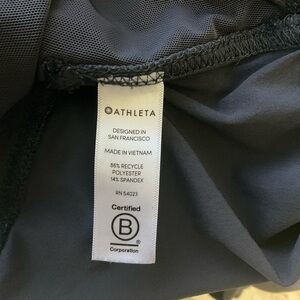 ATHLETA
DESIGNED IN
SAN FRANCISCO
MADE IN VIETNAM
86% RECYCLE
POLYESTER
14% SPANDEX
RN 54023
Certified
B
®
Corporation